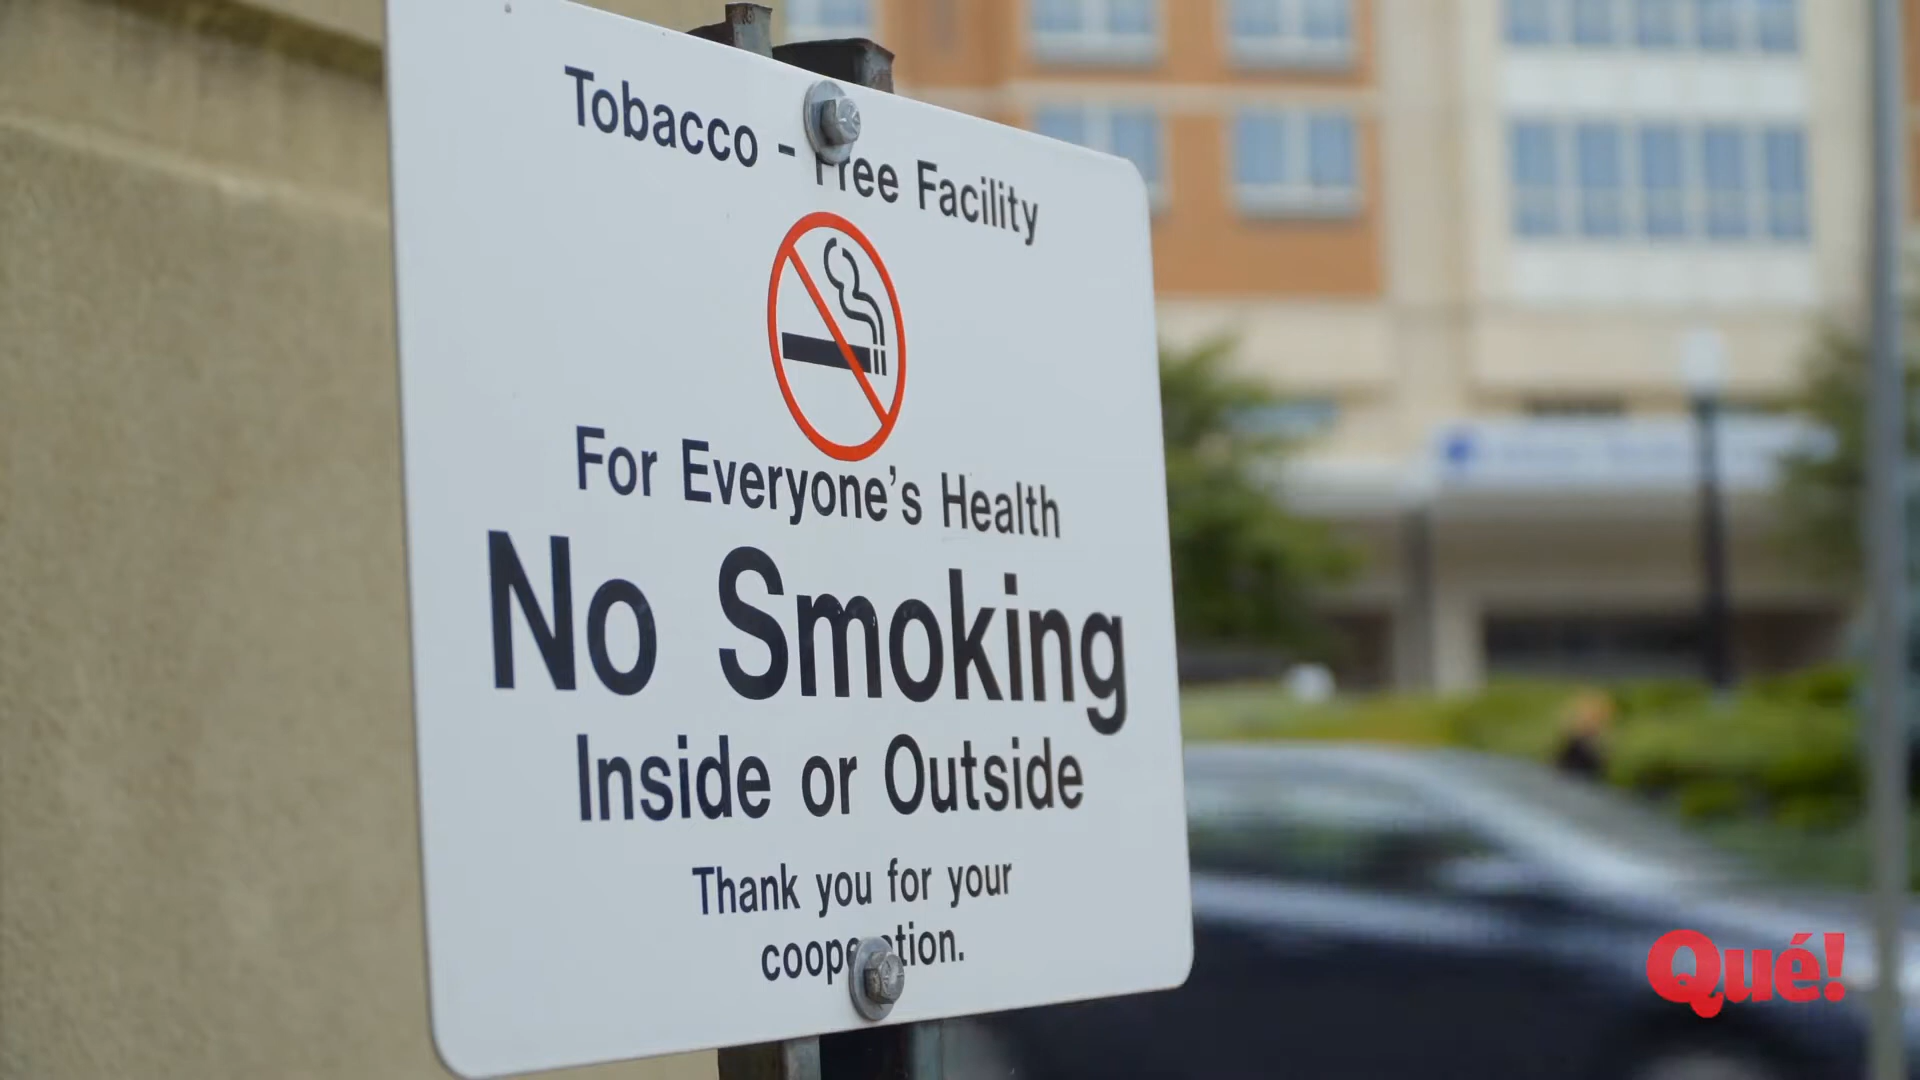 Tobacco - Free Facility
For Everyone's Health
No Smoking
Inside or Outside
Thank you for your
cooperation.
Qué!